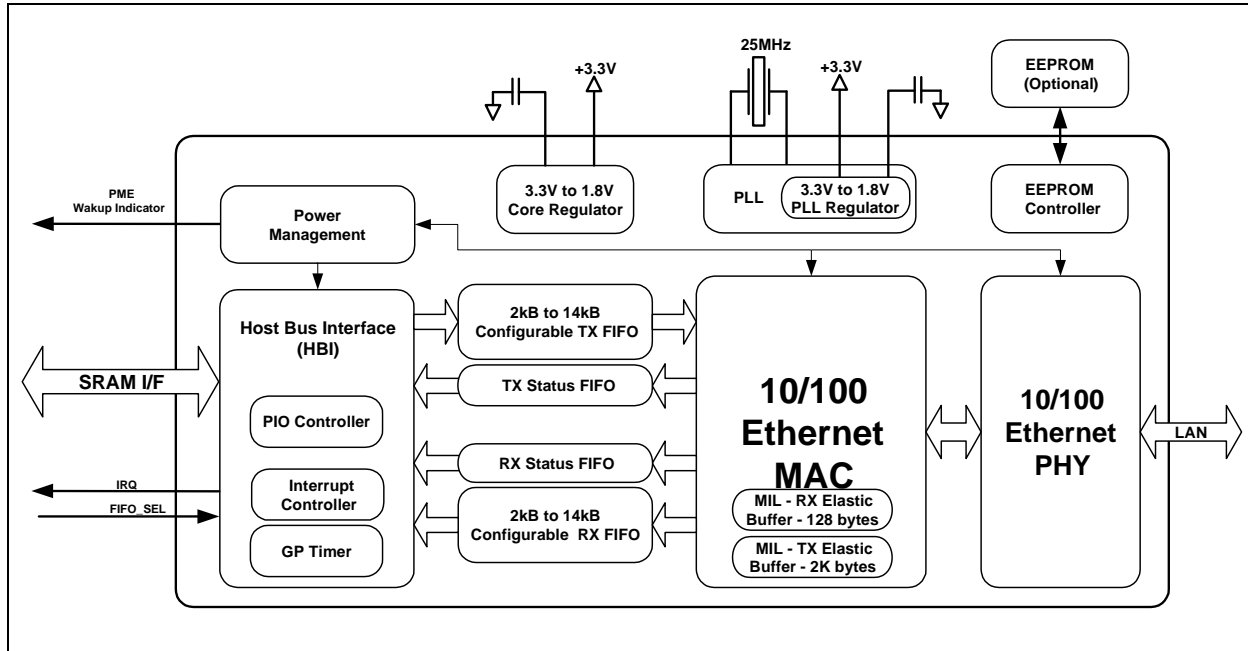 25MHz
+3.3V
+3.3V
EEPROM
(Optional)
PME
Wakup Indicator
Power
Management
3.3V to 1.8V
Core Regulator
PLL
3.3V to 1.8V
PLL Regulator
EEPROM
Controller
Host Bus Interface
(HBI)
2kB to 14kB
Configurable TX FIFO
SRAM I/F
TX Status FIFO
PIO Controller
10/100
Ethernet
MAC
10/100
Ethernet
PHY
LAN
RX Status FIFO
IRQ
Interrupt
Controller
FIFO_SEL
2kB to 14kB
Configurable RX FIFO
MIL - RX Elastic
Buffer - 128 bytes
GP Timer
MIL - TX Elastic
Buffer - 2K bytes